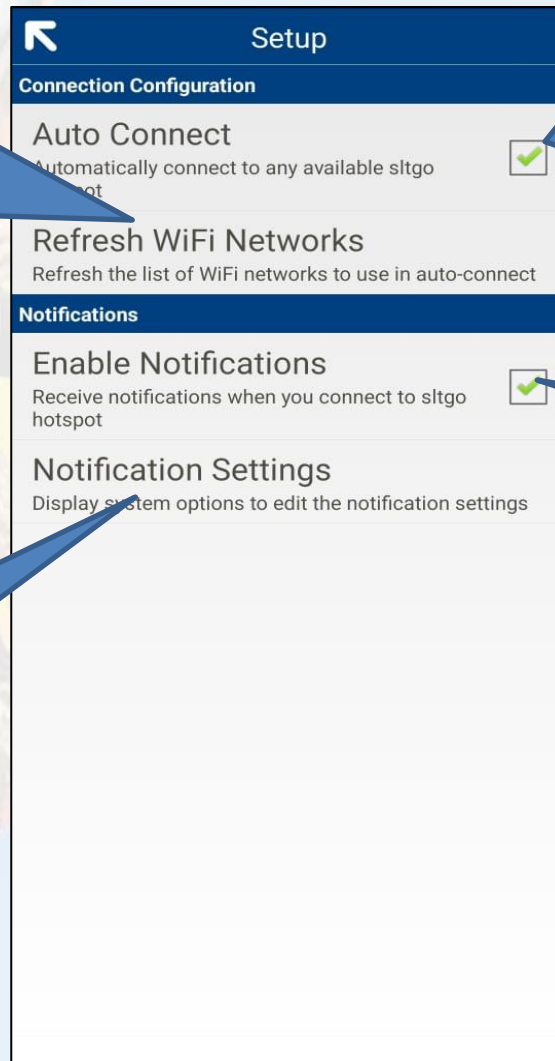 Setup
Connection Configuration
Auto Connect
Automatically connect to any available sltgo
Refresh WiFi Networks
Refresh the list of WiFi networks to use in auto-connect
Notifications
Enable Notifications
Receive notifications when you connect to sltgo
hotspot
Notification Settings
Display system options to edit the notification settings